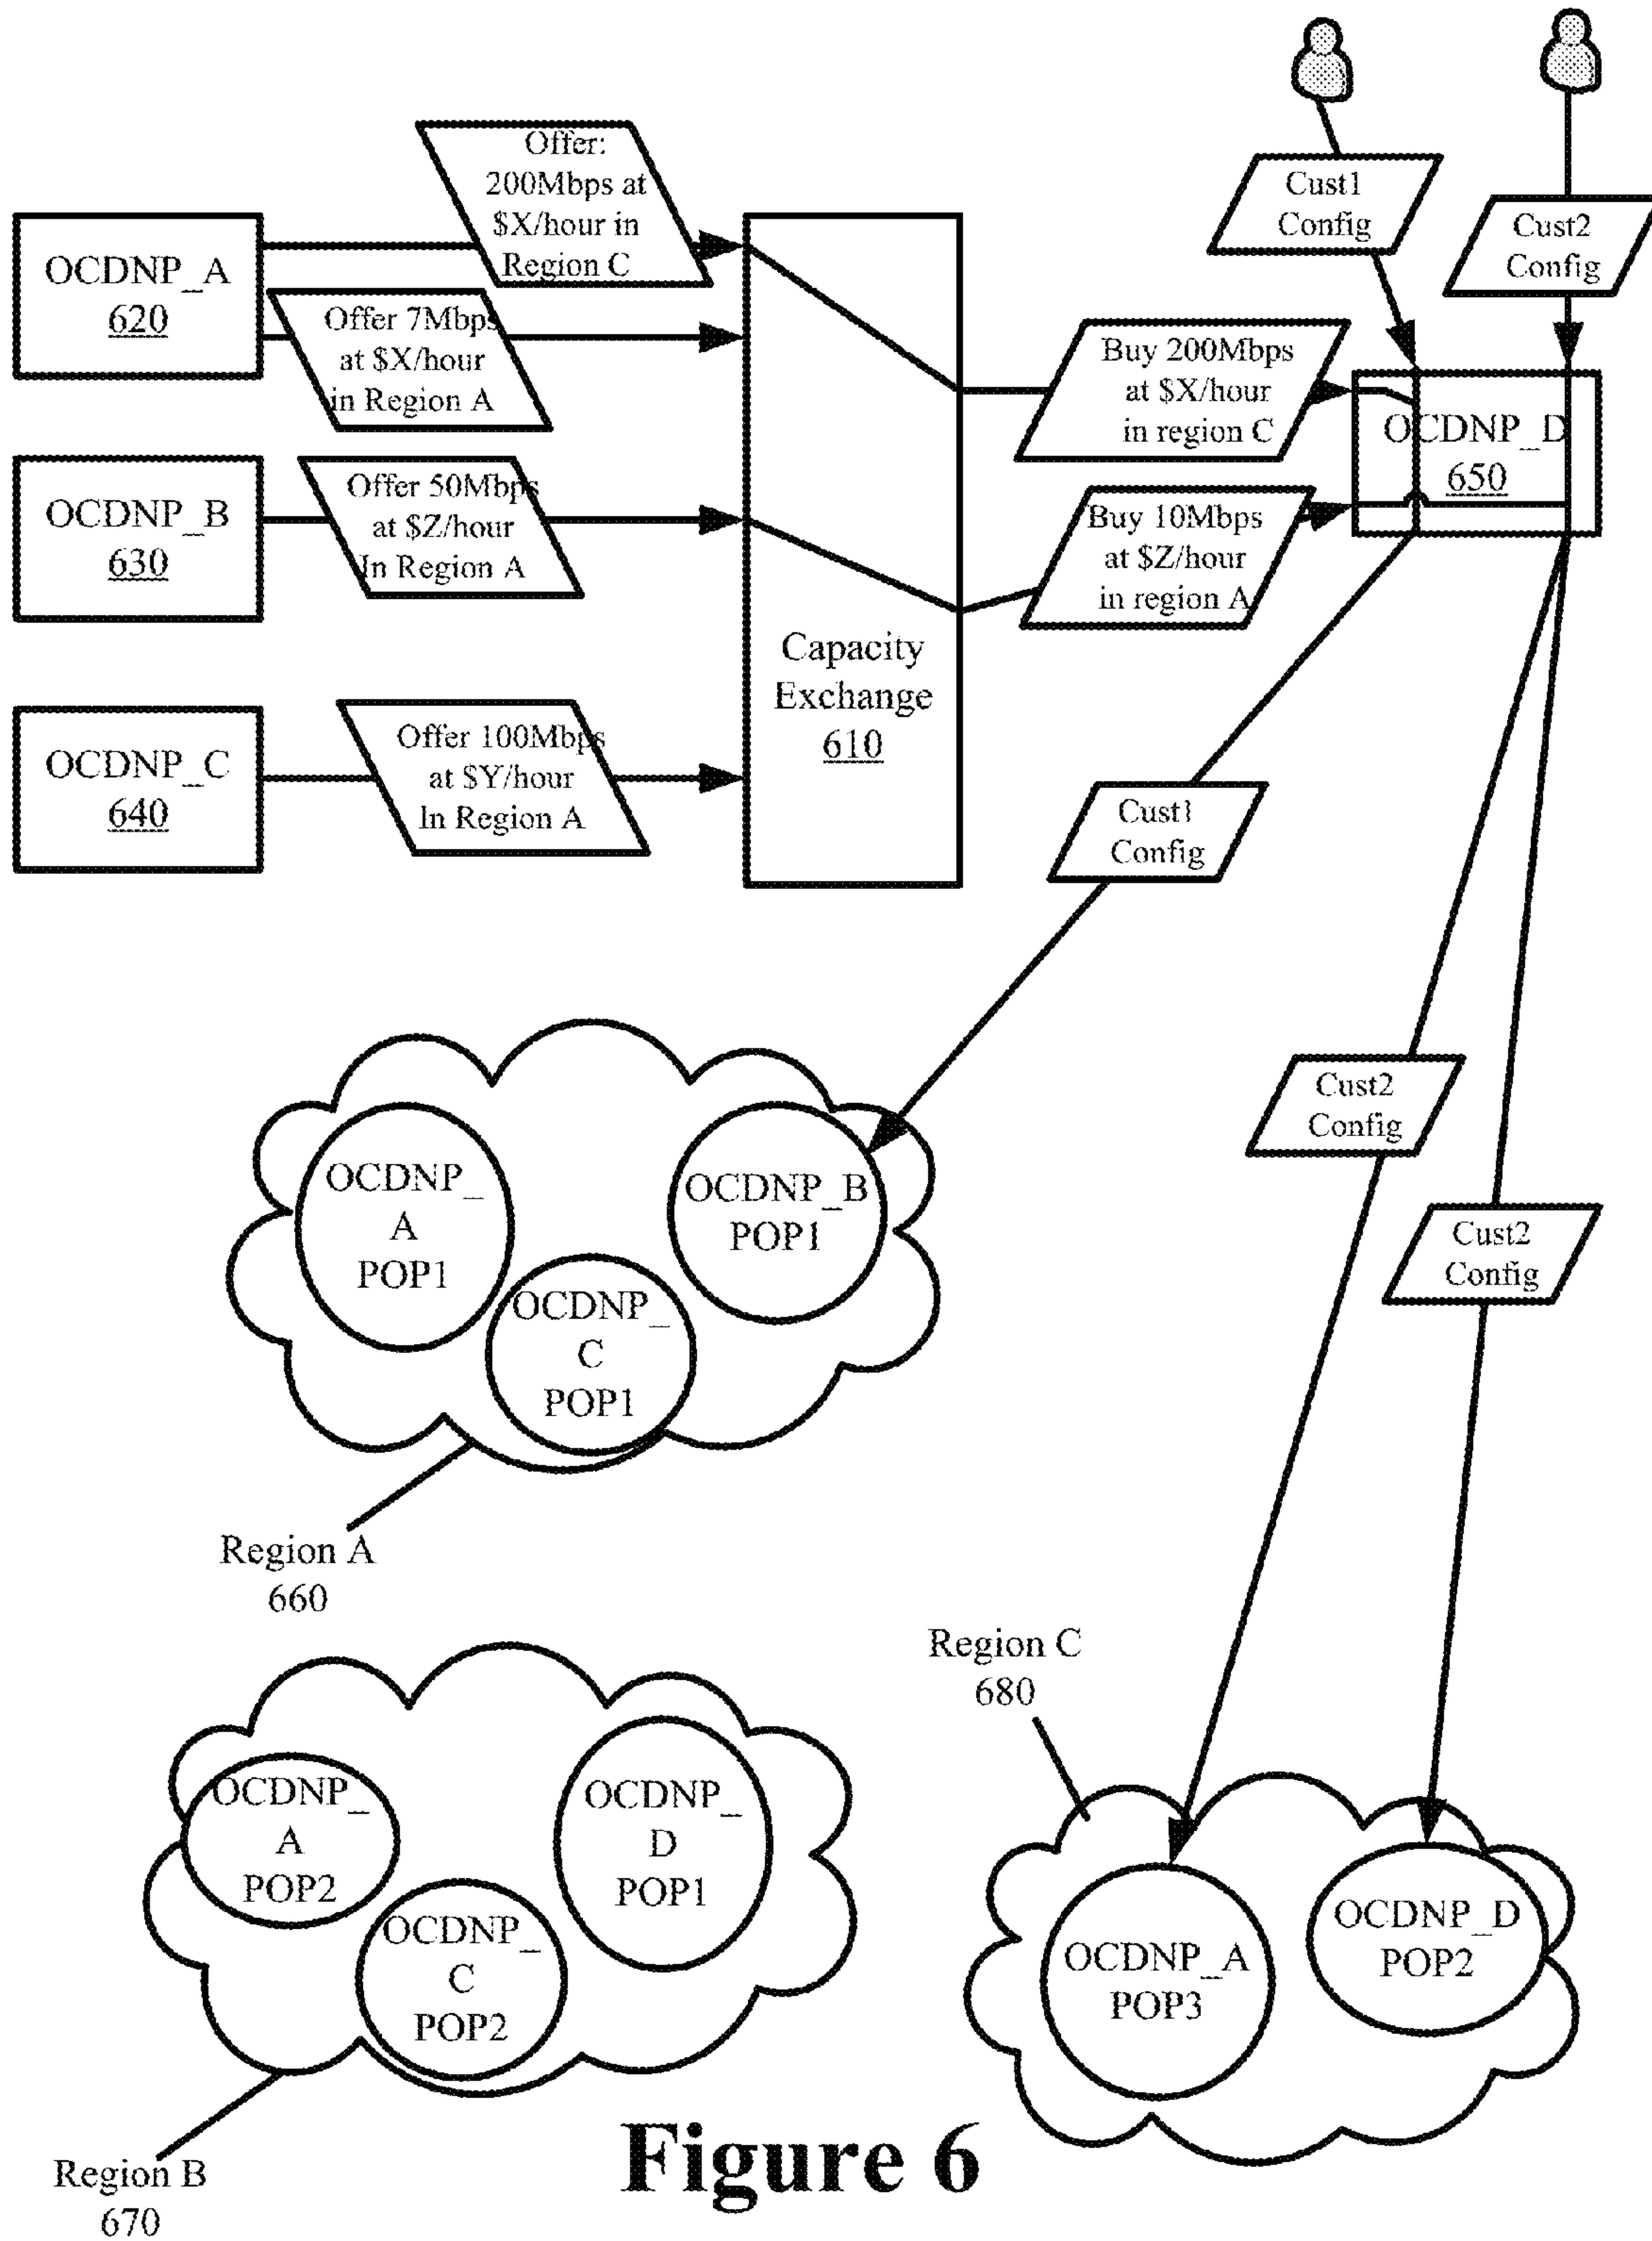 Offer:
200Mbps at
$X/hour in
Region C
Cust1
Config
Cust2
Config
OCDNP_A
620
Offer 7Mbps
at $X/hour
in Region A
Buy 200Mbps
at $X/hour
in region C
OCDNP_D
650
OCDNP_B
630
Offer 50Mbps
at $Z/hour
In Region A
Buy 10Mbps
at $Z/hour
in region A
Capacity
Exchange
610
OCDNP_C
640
Offer 100Mbps
at $Y/hour
In Region A
Cust1
Config
Cust2
Config
Cust2
Config
OCDNP_
A
POP1
OCDNP_B
POP1
OCDNP_
C
POP1
Region A
660
Region C
680
OCDNP_
A
POP2
OCDNP_
D
POP1
OCDNP_
C
POP2
OCDNP_A
POP3
OCDNP_D
POP2
Region B
670
Figure 6